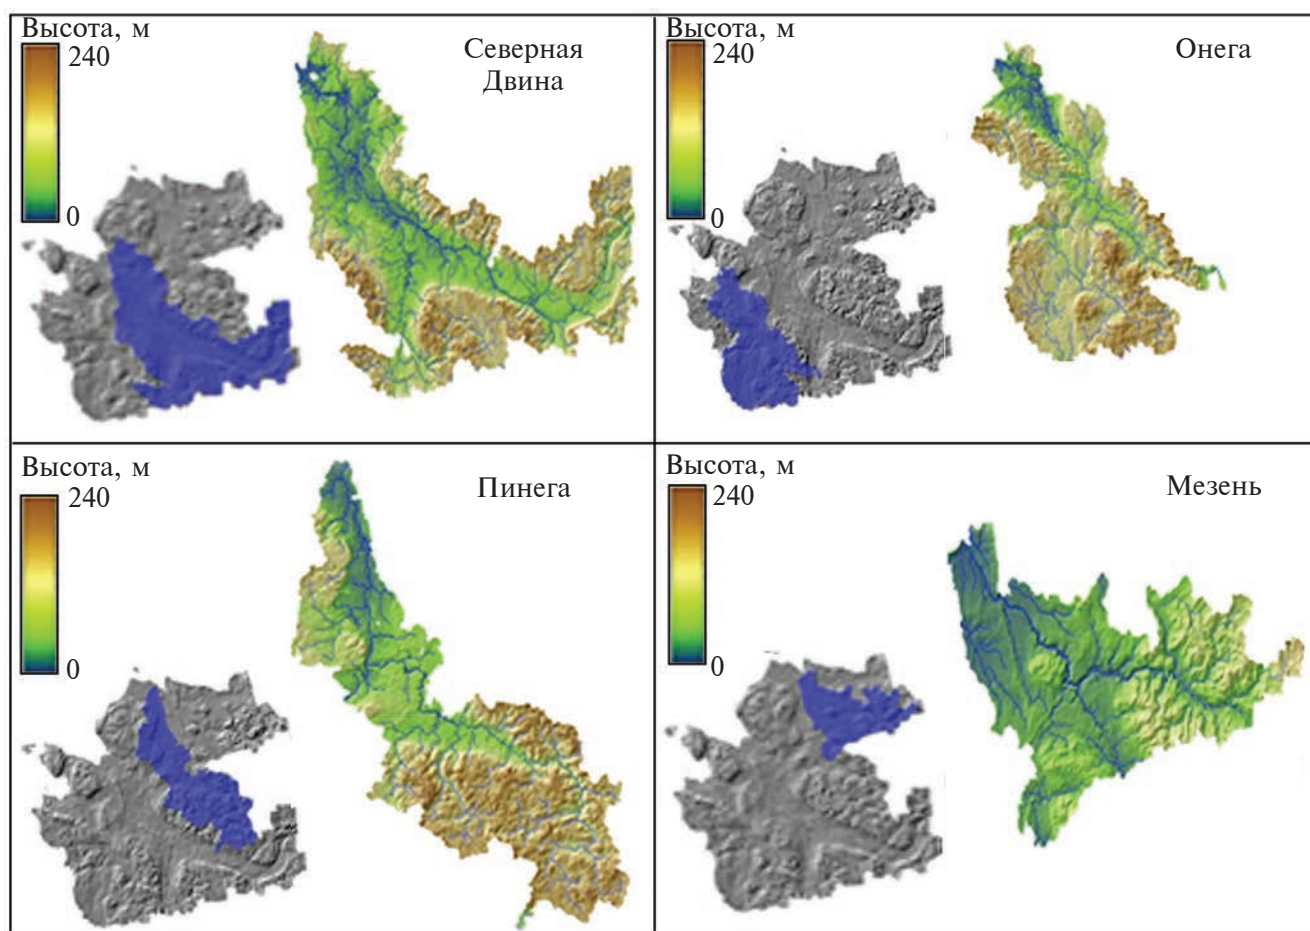 Высота, м
240
0
Северная
Двина
Высота, м
240
0
Онега
Высота, м
240
0
Пинега
Высота, м
240
0
Мезень